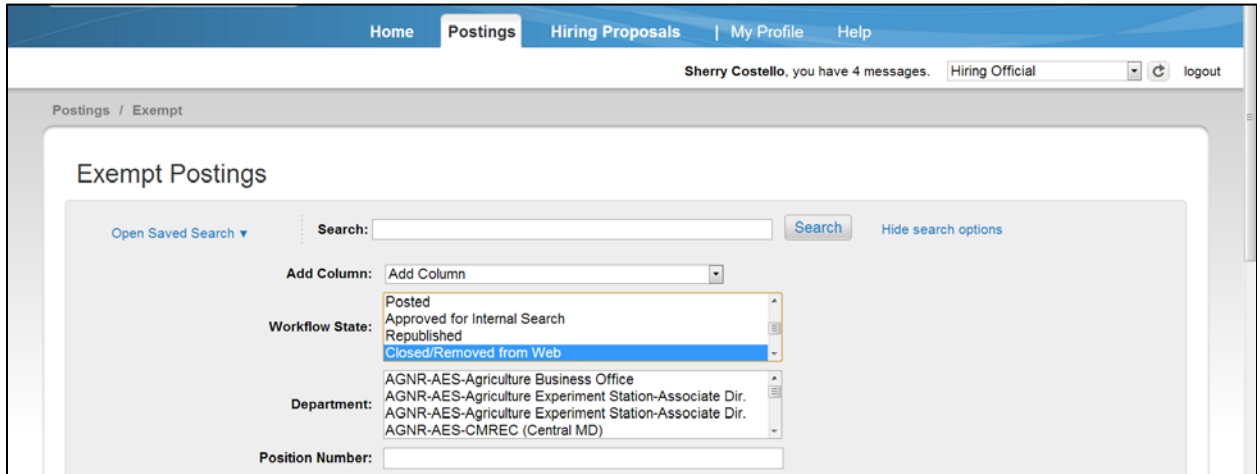 Home Postings Hiring Proposals | My Profile Help
Sherry Costello, you have 4 messages. Hiring Official logout
Postings / Exempt
Exempt Postings
Open Saved Search ▼ Search: Search Hide search options
Add Column: Add Column
Workflow State:
Posted
Approved for Internal Search
Republished
Closed/Removed from Web
Department:
AGNR-AES-Agriculture Business Office
AGNR-AES-Agriculture Experiment Station-Associate Dir.
AGNR-AES-Agriculture Experiment Station-Associate Dir.
AGNR-AES-CMREC (Central MD)
Position Number: